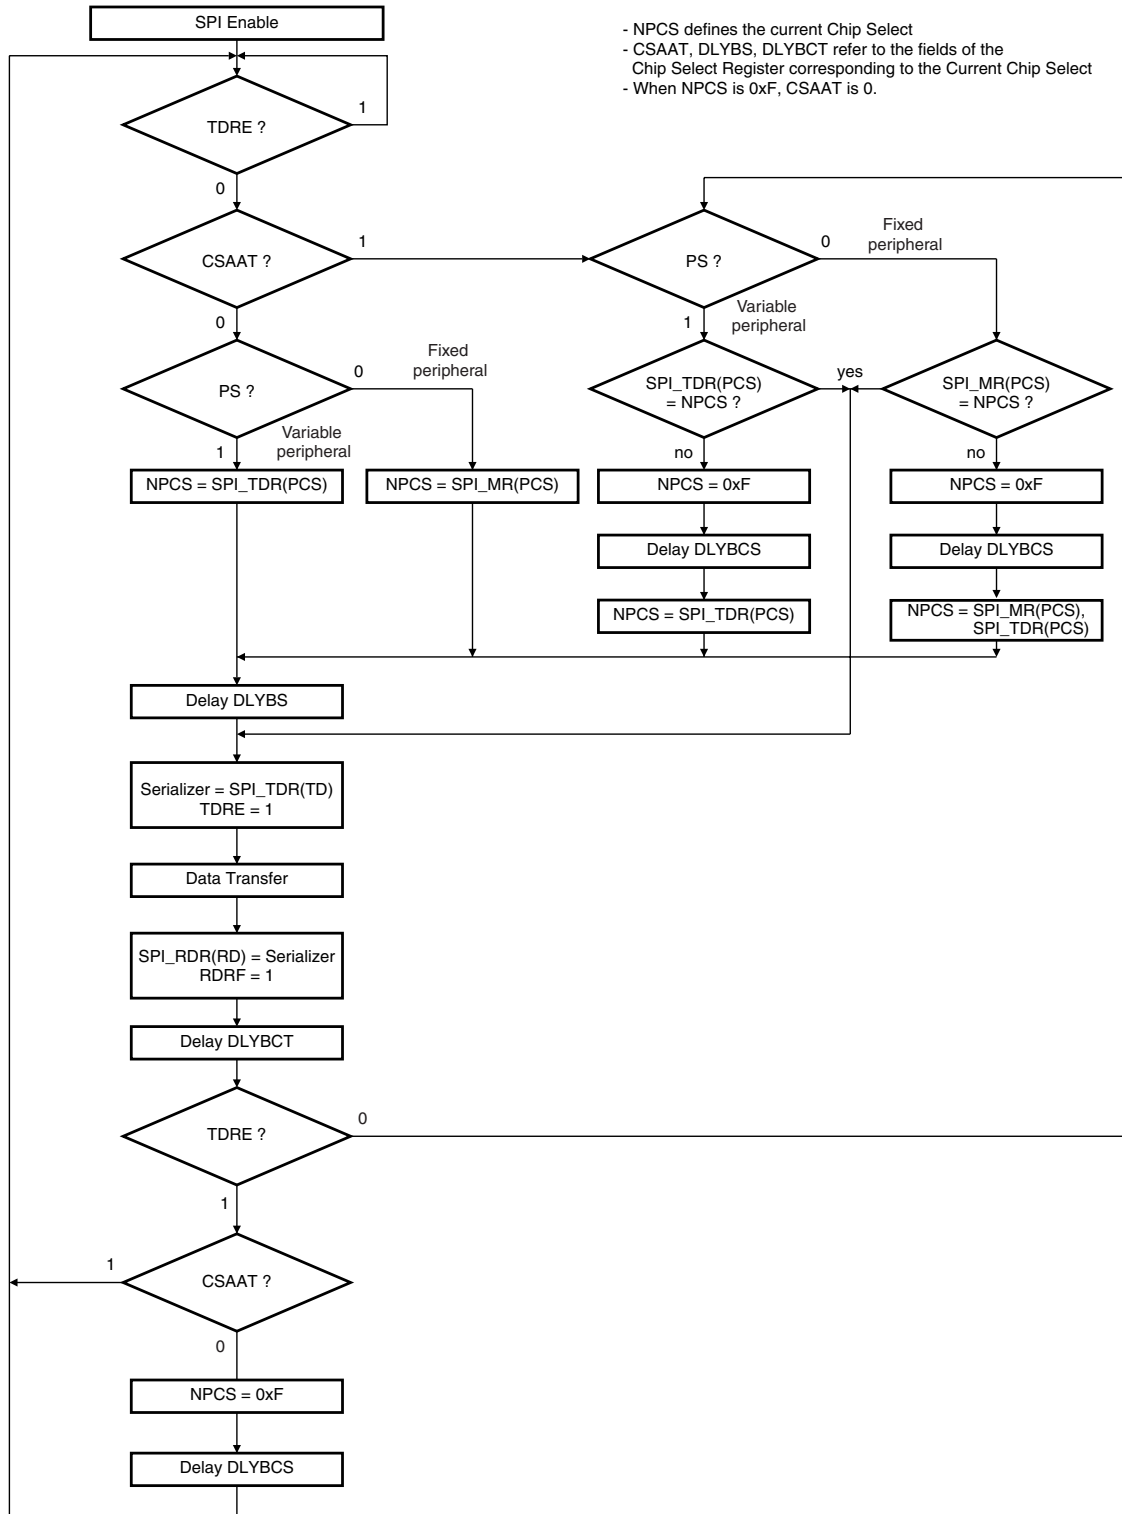 SPI Enable
- NPCS defines the current Chip Select
- CSAAT, DLYBS, DLYBCT refer to the fields of the
Chip Select Register corresponding to the Current Chip Select
- When NPCS is 0xF, CSAAT is 0.
TDRE ?
1
0
CSAAT ?
1
0
PS ?
0
Fixed
peripheral
1
Variable
peripheral
PS ?
0
Fixed
peripheral
1
Variable
peripheral
SPI_TDR(PCS)
= NPCS ?
yes
SPI_MR(PCS)
= NPCS ?
no
no
NPCS = SPI_TDR(PCS)
NPCS = SPI_MR(PCS)
NPCS = 0xF
NPCS = 0xF
Delay DLYBCS
Delay DLYBCS
NPCS = SPI_TDR(PCS)
NPCS = SPI_MR(PCS),
SPI_TDR(PCS)
Delay DLYBS
Serializer = SPI_TDR(TD)
TDRE = 1
Data Transfer
SPI_RDR(RD) = Serializer
RDRF = 1
Delay DLYBCT
TDRE ?
0
1
CSAAT ?
1
0
NPCS = 0xF
Delay DLYBCS